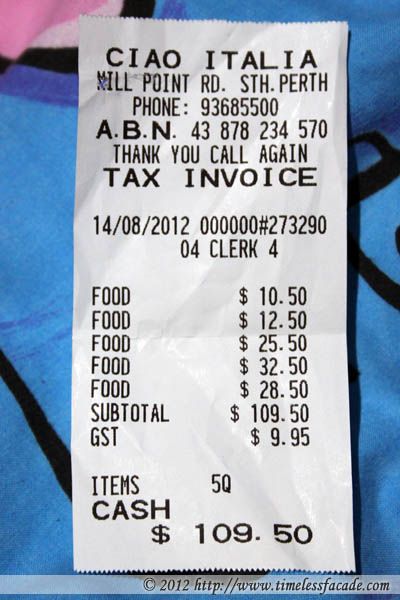 CIAO ITALIA
MILL POINT RD. STH.PERTH
PHONE: 93685500
A.B.N. 43 878 234 570
THANK YOU CALL AGAIN
TAX INVOICE
14/08/2012 000000#273290
04 CLERK 4
FOOD $ 10.50
FOOD $ 12.50
FOOD $ 25.50
FOOD $ 32.50
FOOD $ 28.50
SUBTOTAL $ 109.50
GST $ 9.95
ITEMS 5Q
CASH
$ 109.50
© 2012 http://www.timelessfacade.com